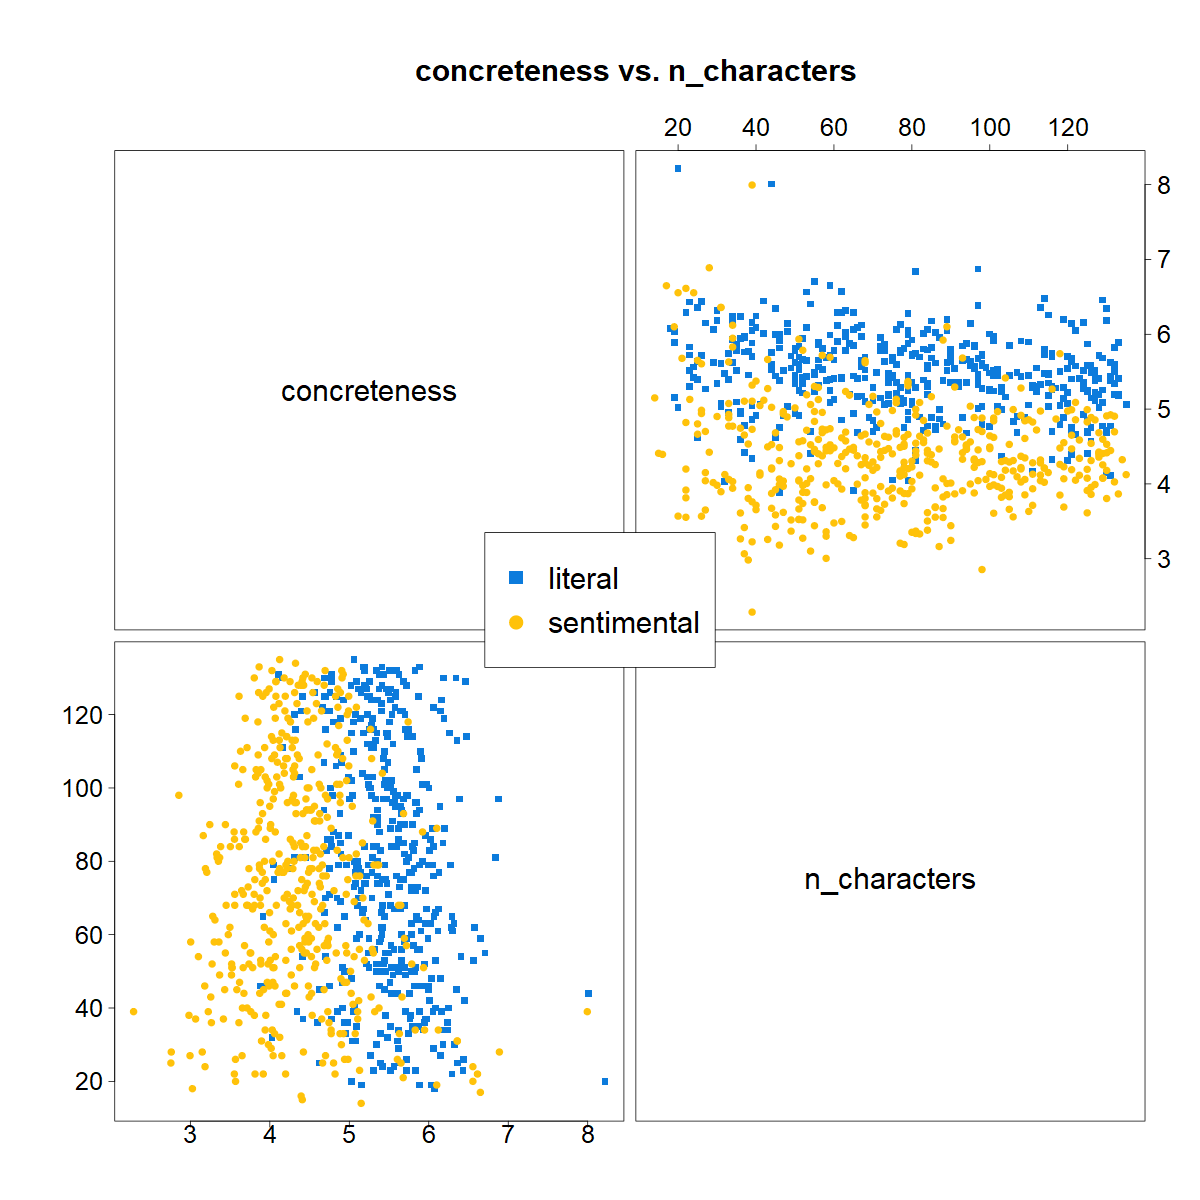 concreteness vs. n_characters
20 40 60 80 100 120
concreteness
8
7
6
5
4
3
literal
sentimental
120
100
80
60
40
20
n_characters
3 4 5 6 7 8